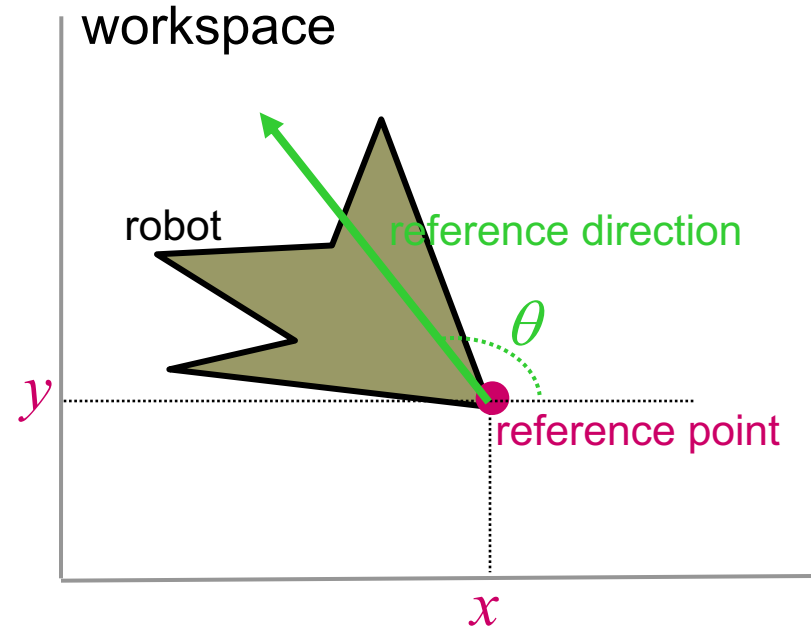 workspace
robot
reference direction
θ
y
reference point
x